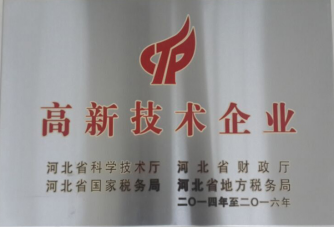 CTP
高新技术企业
河北省科学技术厅 河北省财政厅
河北省国家税务局 河北省地方税务局
二〇一四年至二〇一六年